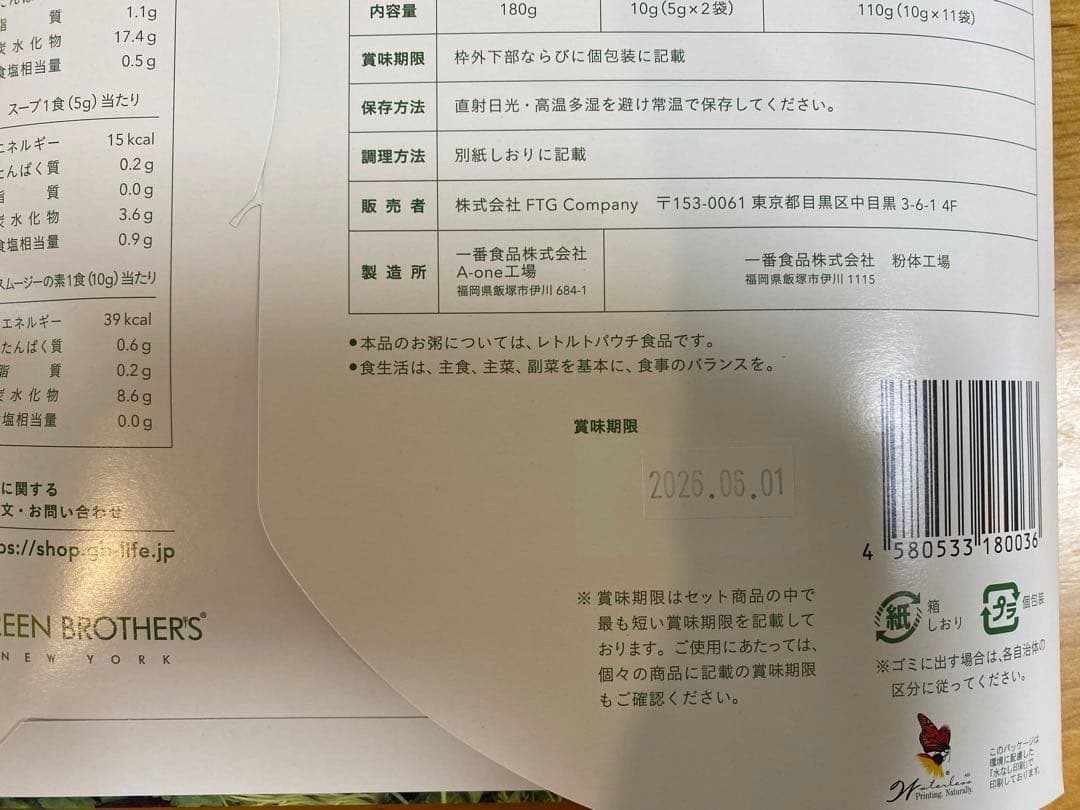 質 1.1g
炭水化物 17.4g
食塩相当量 0.5g
スープ1食(5g)当たり
エネルギー 15kcal
たんぱく質 0.2g
脂 質 0.0g
炭水化物 3.6g
食塩相当量 0.9g
スムージーの素1食(10g)当たり
エネルギー 39kcal
たんぱく質 0.6g
脂 質 0.2g
炭水化物 8.6g
塩相当量 0.0g
に関する
文・お問い合わせ
ps://shop.gb-life.jp
REEN BROTHER'S®
NEW YORK
内容量 180g 10g(5g×2袋) 110g(10g×11袋)
賞味期限 枠外下部ならびに個包装に記載
保存方法 直射日光・高温多湿を避け常温で保存してください。
調理方法 別紙しおりに記載
販売者 株式会社 FTG Company 〒153-0061 東京都目黒区中目黒 3-6-1 4F
製造所 一番食品株式会社
A-one工場
福岡県飯塚市伊川 684-1
一番食品株式会社 粉体工場
福岡県飯塚市伊川 1115
●本品のお粥については、レトルトパウチ食品です。
●食生活は、主食、主菜、副菜を基本に、食事のバランスを。
賞味期限
2026.06.01
4 580533 180036
※賞味期限はセット商品の中で
最も短い賞味期限を記載して
おります。ご使用にあたっては、
個々の商品に記載の賞味期限
もご確認ください。
紙 箱
しおり
プラ 個包装
※ゴミに出す場合は、各自治体の
区分に従ってください。
Waterless
Printing. Naturally.
このパッケージは
環境に配慮した
「水なし印刷」で
印刷しております。